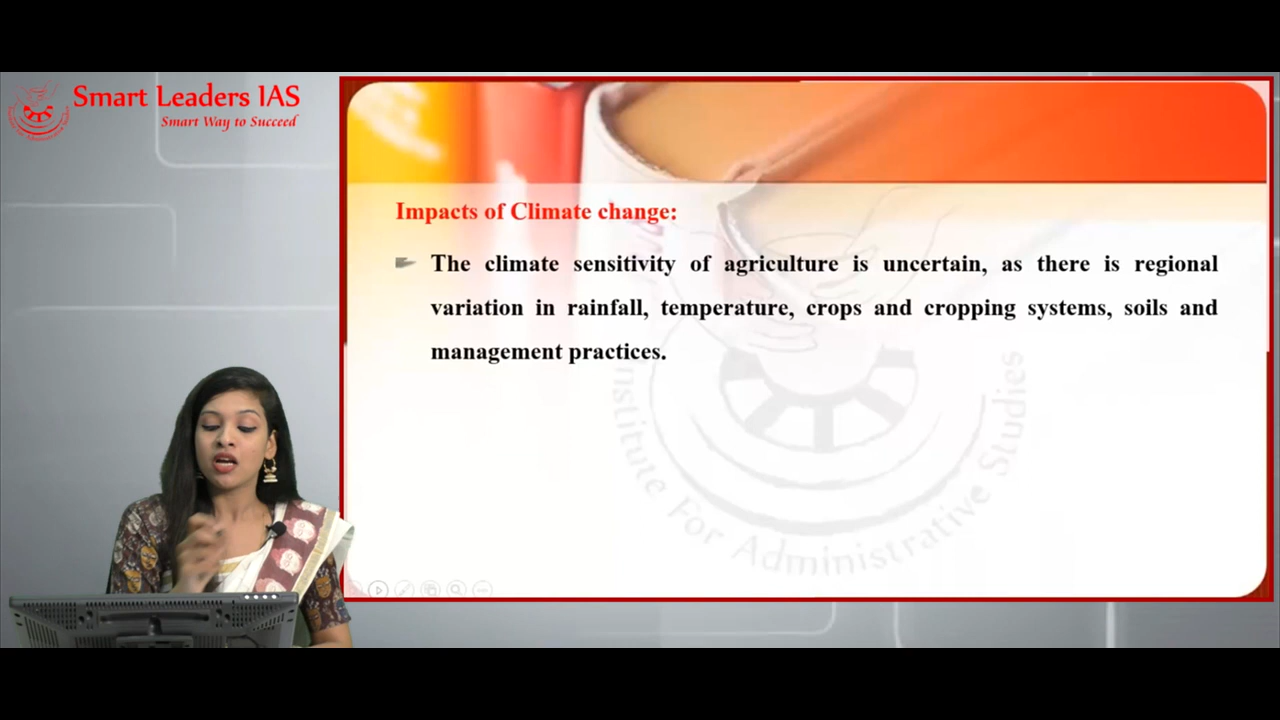 Smart Leaders IAS
Smart Way to Succeed
Impacts of Climate change:
The climate sensitivity of agriculture is uncertain, as there is regional
variation in rainfall, temperature, crops and cropping systems, soils and
management practices.
Institute For Administrative Studies